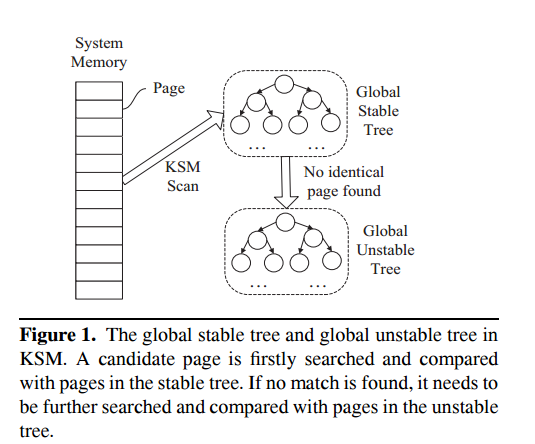 System
Memory
Page
Global
Stable
Tree
...
...
KSM
Scan
No identical
page found
Global
Unstable
Tree
...
...
Figure 1. The global stable tree and global unstable tree in
KSM. A candidate page is firstly searched and compared
with pages in the stable tree. If no match is found, it needs to
be further searched and compared with pages in the unstable
tree.